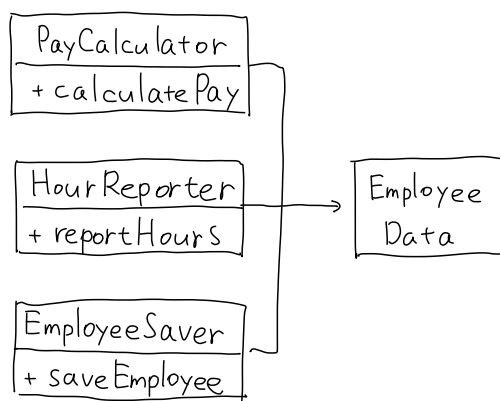 PayCalculator
+ calculatePay
HourReporter
+ reportHours
EmployeeSaver
+ saveEmployee
Employee
Data